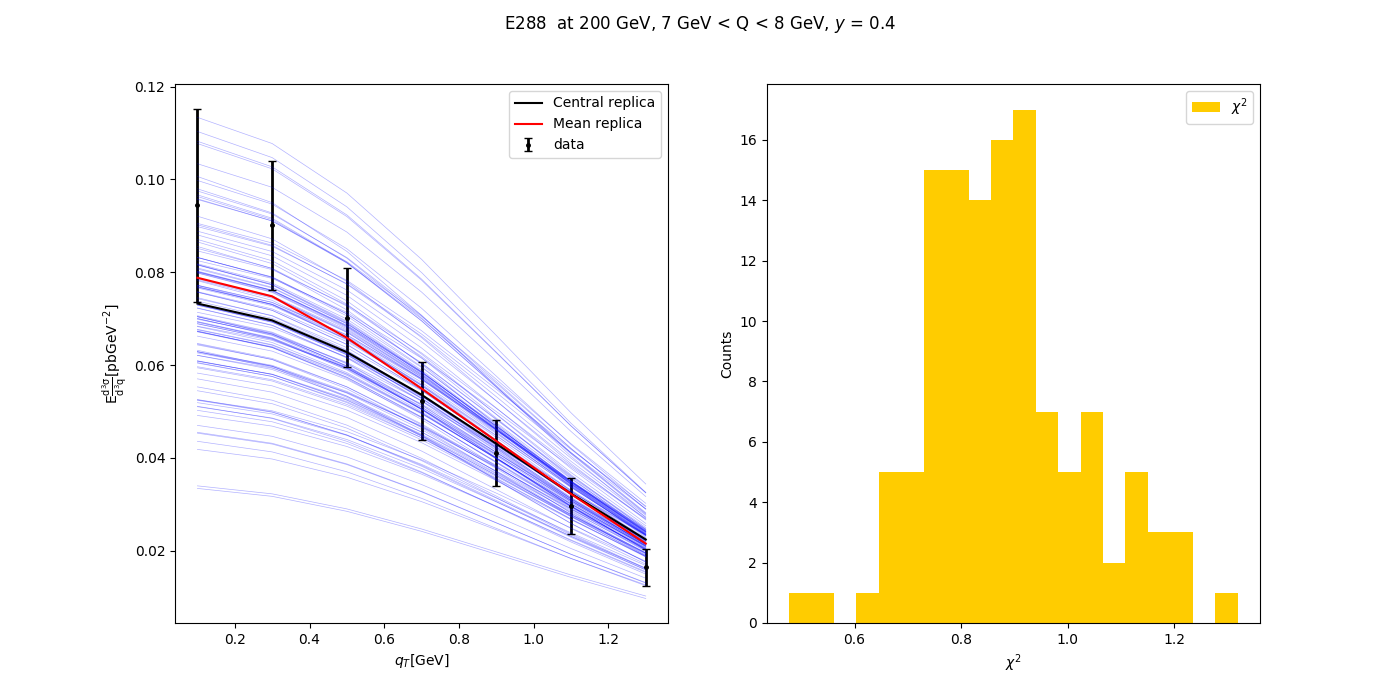 E288  at 200 GeV, 7 GeV < Q < 8 GeV, y = 0.4
0.12
0.10
0.08
0.06
0.04
0.02
E d³σ/d³q [pbGeV⁻²]
0.2
0.4
0.6
0.8
1.0
1.2
q_T[GeV]
Central replica
Mean replica
data
16
14
12
10
8
6
4
2
0
Counts
0.6
0.8
1.0
1.2
χ²
χ²